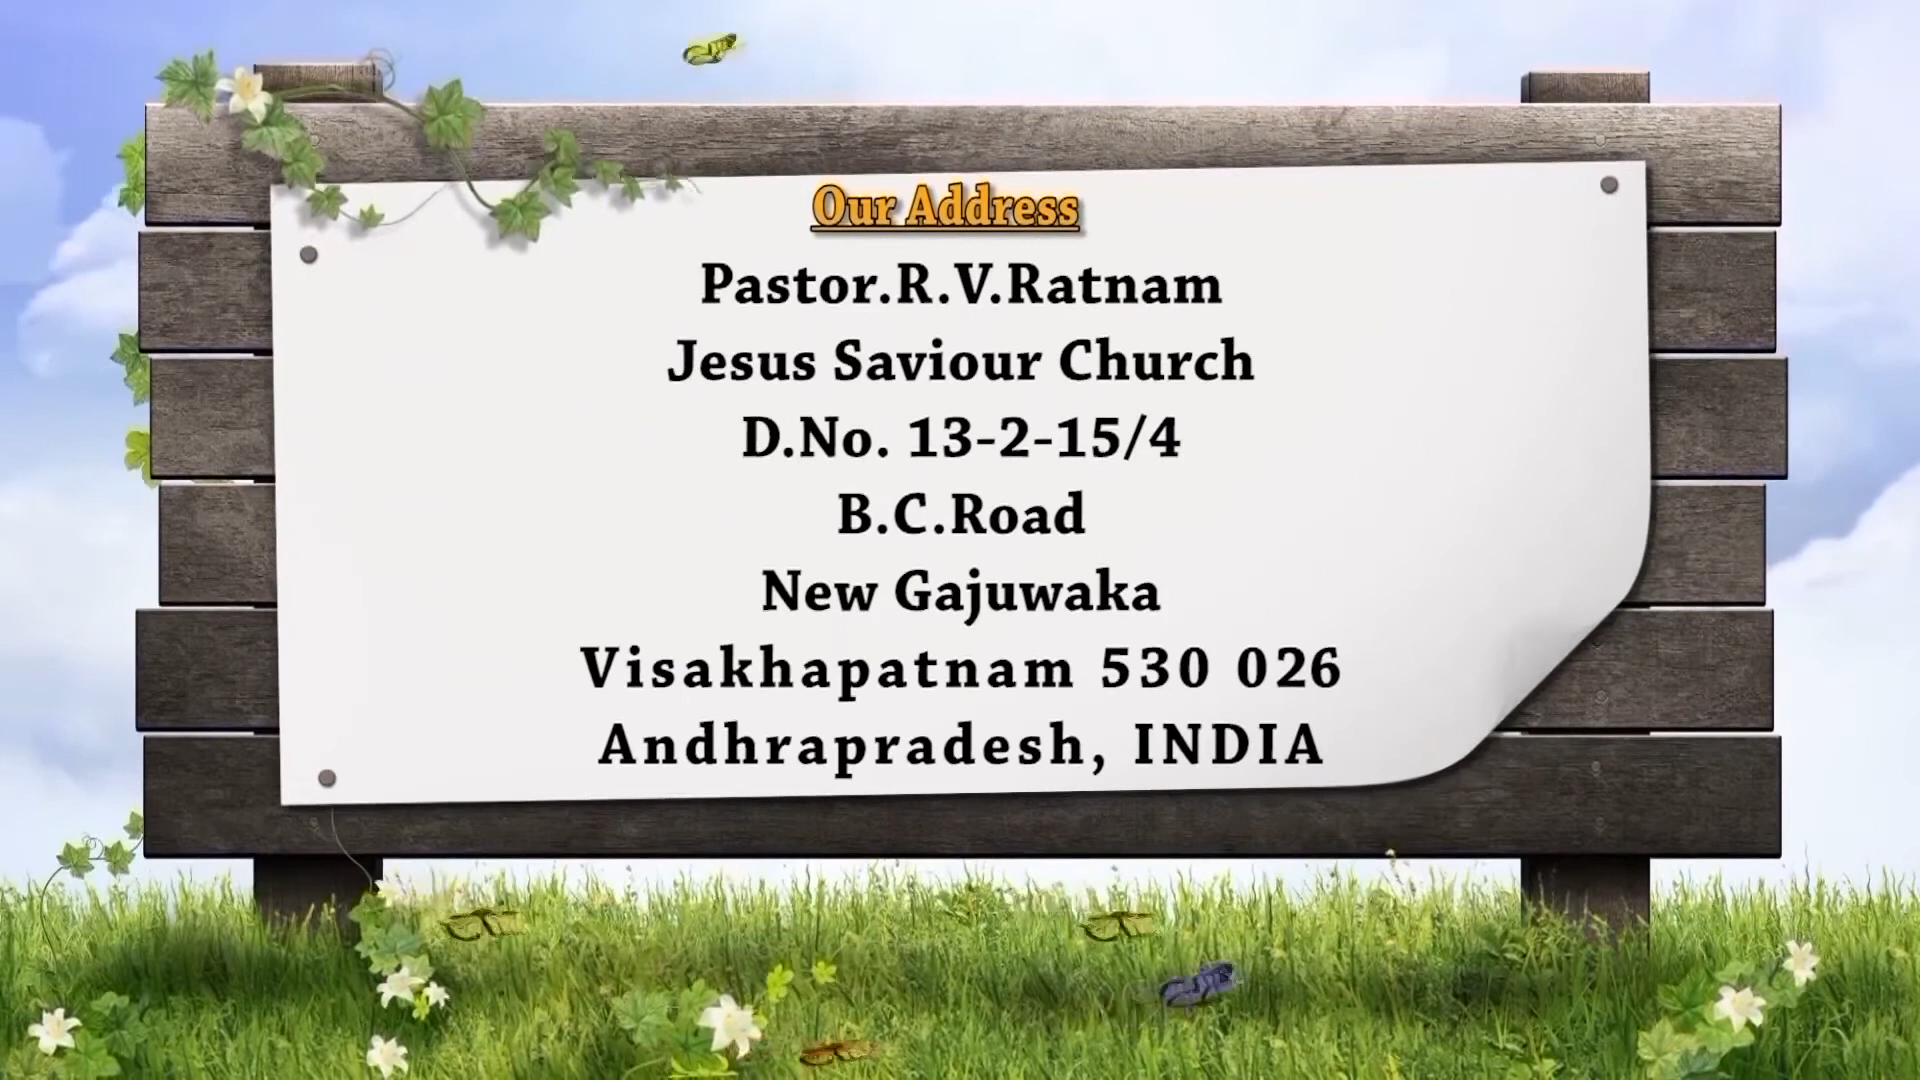 Our Address
Pastor.R.V.Ratnam
Jesus Saviour Church
D.No. 13-2-15/4
B.C.Road
New Gajuwaka
Visakhapatnam 530 026
Andhrapradesh, INDIA